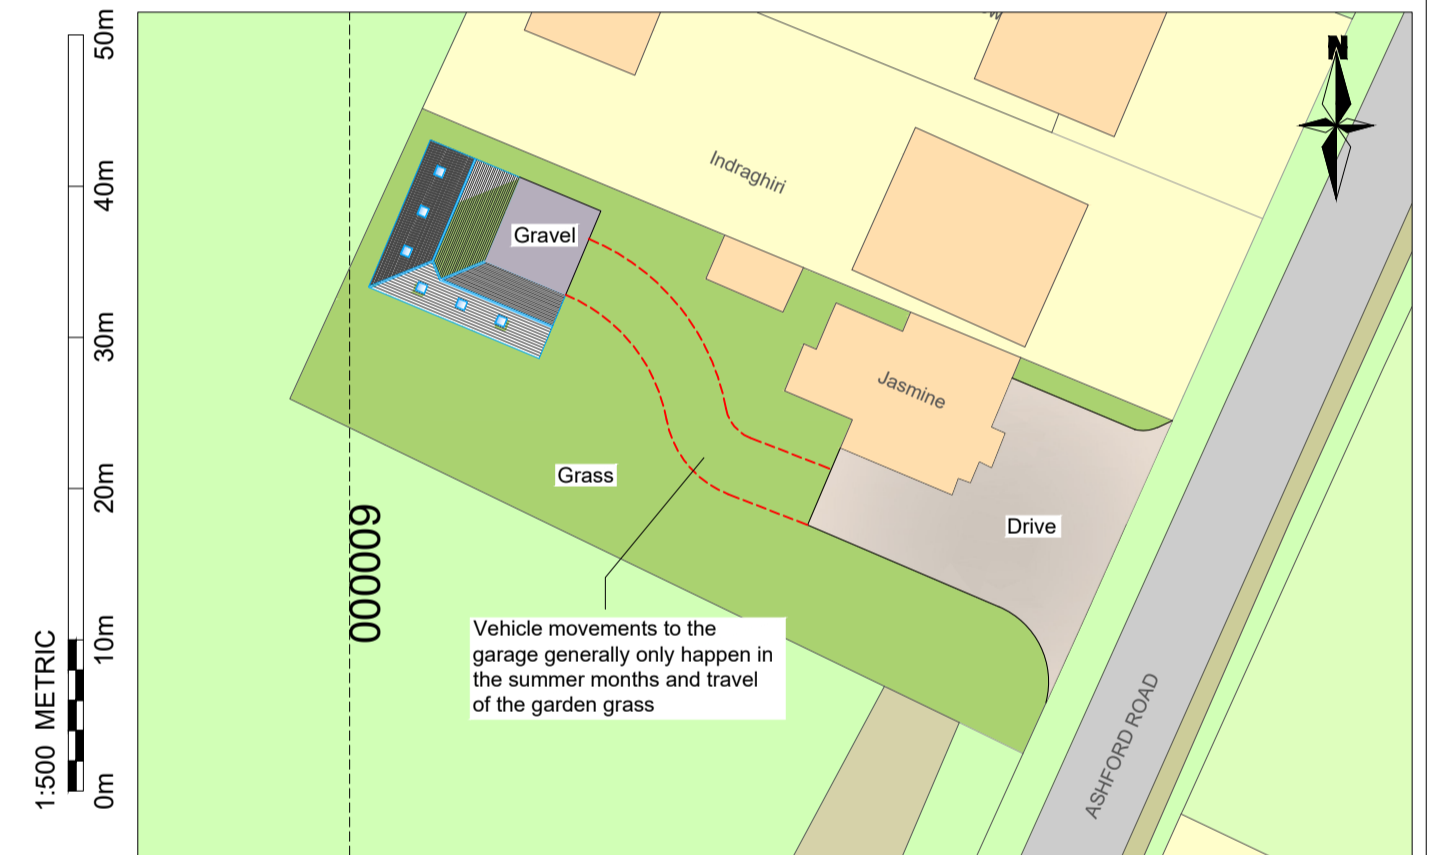 50m
40m
30m
20m
10m
0m
1:500 METRIC
N
Indraghiri
Gravel
Jasmine
Grass
Drive
600000
Vehicle movements to the
garage generally only happen in
the summer months and travel
of the garden grass
ASHFORD ROAD